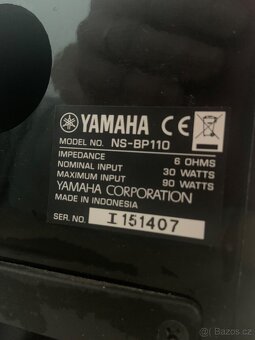 YAMAHA CE
MODEL NO. NS-BP110
IMPEDANCE 6 OHMS
NOMINAL INPUT 30 WATTS
MAXIMUM INPUT 90 WATTS
YAMAHA CORPORATION
MADE IN INDONESIA
SER. NO. I 151407
Bazos.cz